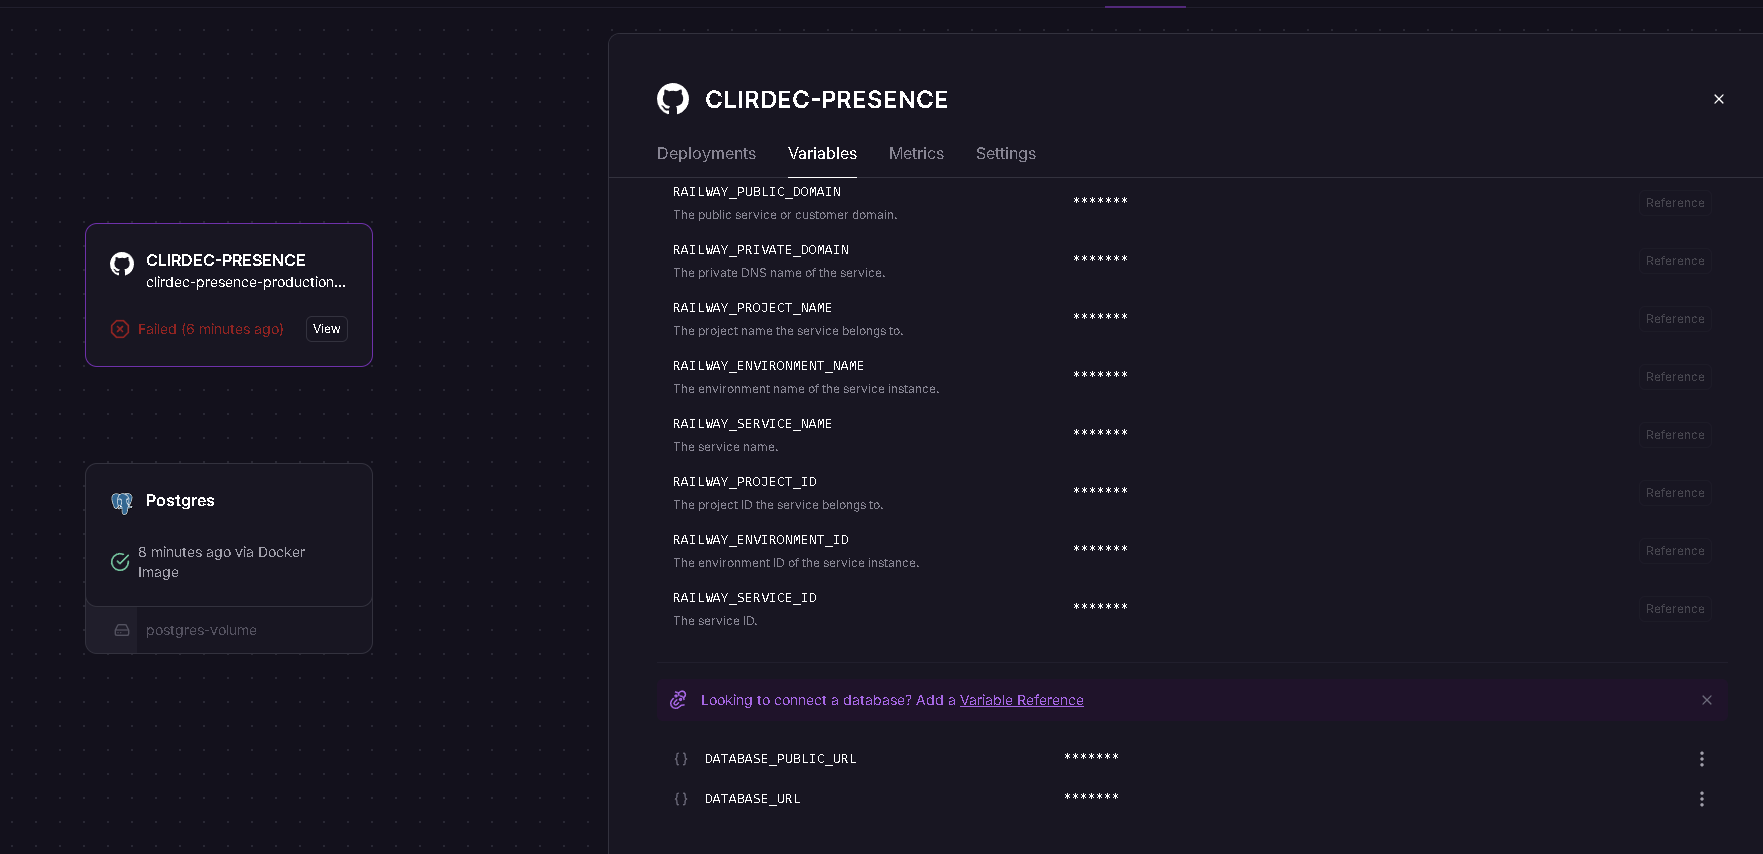 CLIRDEC-PRESENCE
clirdec-presence-production...
Failed (6 minutes ago)
View
Postgres
8 minutes ago via Docker
Image
postgres-volume
CLIRDEC-PRESENCE
Deployments
Variables
Metrics
Settings
RAILWAY_PUBLIC_DOMAIN
The public service or customer domain.
*******
Reference
RAILWAY_PRIVATE_DOMAIN
The private DNS name of the service.
*******
Reference
RAILWAY_PROJECT_NAME
The project name the service belongs to.
*******
Reference
RAILWAY_ENVIRONMENT_NAME
The environment name of the service instance.
*******
Reference
RAILWAY_SERVICE_NAME
The service name.
*******
Reference
RAILWAY_PROJECT_ID
The project ID the service belongs to.
*******
Reference
RAILWAY_ENVIRONMENT_ID
The environment ID of the service instance.
*******
Reference
RAILWAY_SERVICE_ID
The service ID.
*******
Reference
Looking to connect a database? Add a Variable Reference
{} DATABASE_PUBLIC_URL *******
{} DATABASE_URL *******